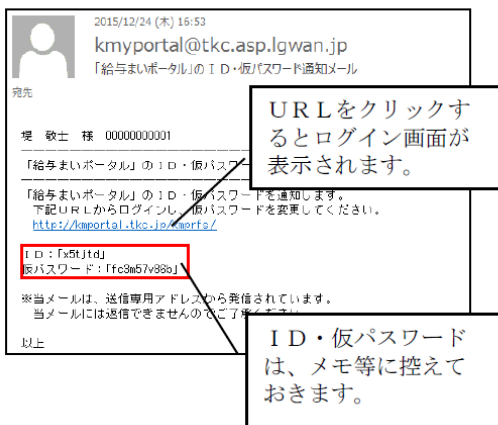 2015/12/24 (木) 16:53
kmyportal@tkc.asp.lgwan.jp
「給与まいポータル」のＩＤ・仮パスワード通知メール
宛先
堤　敬士　様　00000000001
「給与まいポータル」のＩＤ・仮パスワー
「給与まいポータル」のＩＤ・仮パスワードを通知します。
下記ＵＲＬからログインし、仮パスワードを変更してください。
http://kmportal.tkc.jp/kmprfs/
ＩＤ：「x5tjtd」
仮パスワード：「fc3m57v86b」
※当メールは、送信専用アドレスから発信されています。
当メールには返信できませんのでご了承ください。
以上
ＵＲＬをクリックす
るとログイン画面が
表示されます。
ＩＤ・仮パスワード
は、メモ等に控えて
おきます。